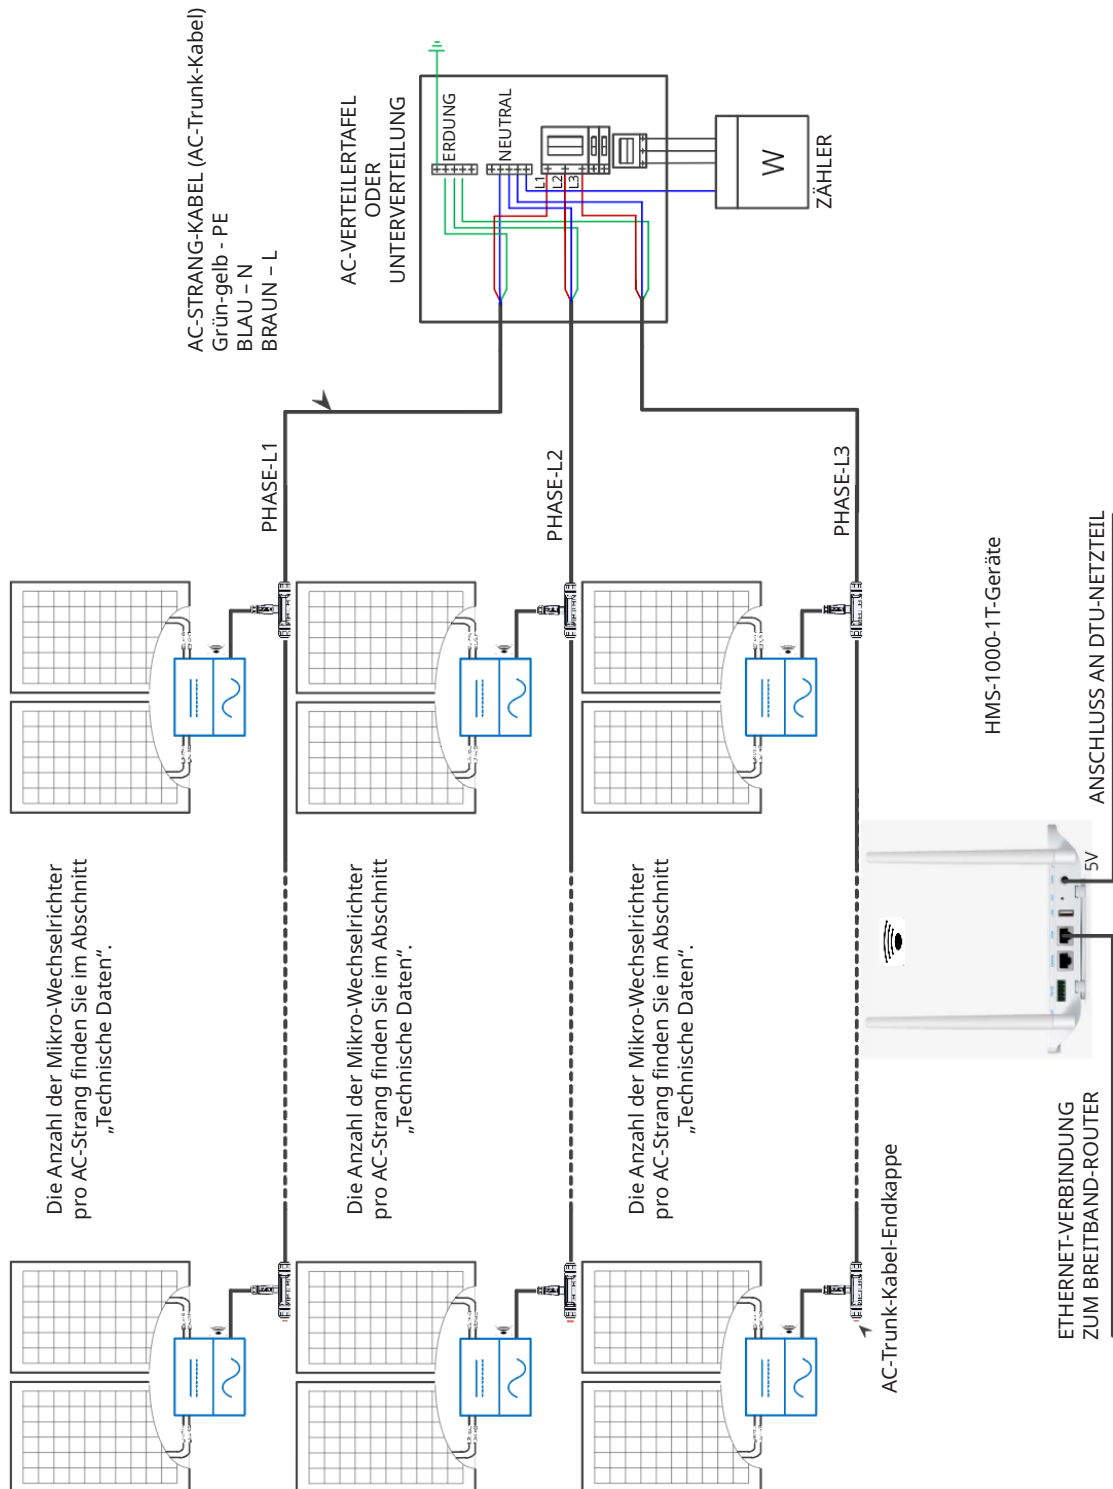 AC-STRANG-KABEL (AC-Trunk-Kabel)
Grün-gelb - PE
BLAU – N
BRAUN – L
AC-VERTEILERTAFEL
ODER
UNTERVERTEILUNG
ERDUNG
NEUTRAL
L1
L2
L3
W
ZÄHLER
PHASE-L1
PHASE-L2
PHASE-L3
Die Anzahl der Mikro-Wechselrichter
pro AC-Strang finden Sie im Abschnitt
„Technische Daten“.
Die Anzahl der Mikro-Wechselrichter
pro AC-Strang finden Sie im Abschnitt
„Technische Daten“.
Die Anzahl der Mikro-Wechselrichter
pro AC-Strang finden Sie im Abschnitt
„Technische Daten“.
HMS-1000-1T-Geräte
ANSCHLUSS AN DTU-NETZTEIL
5V
AC-Trunk-Kabel-Endkappe
ETHERNET-VERBINDUNG
ZUM BREITBAND-ROUTER